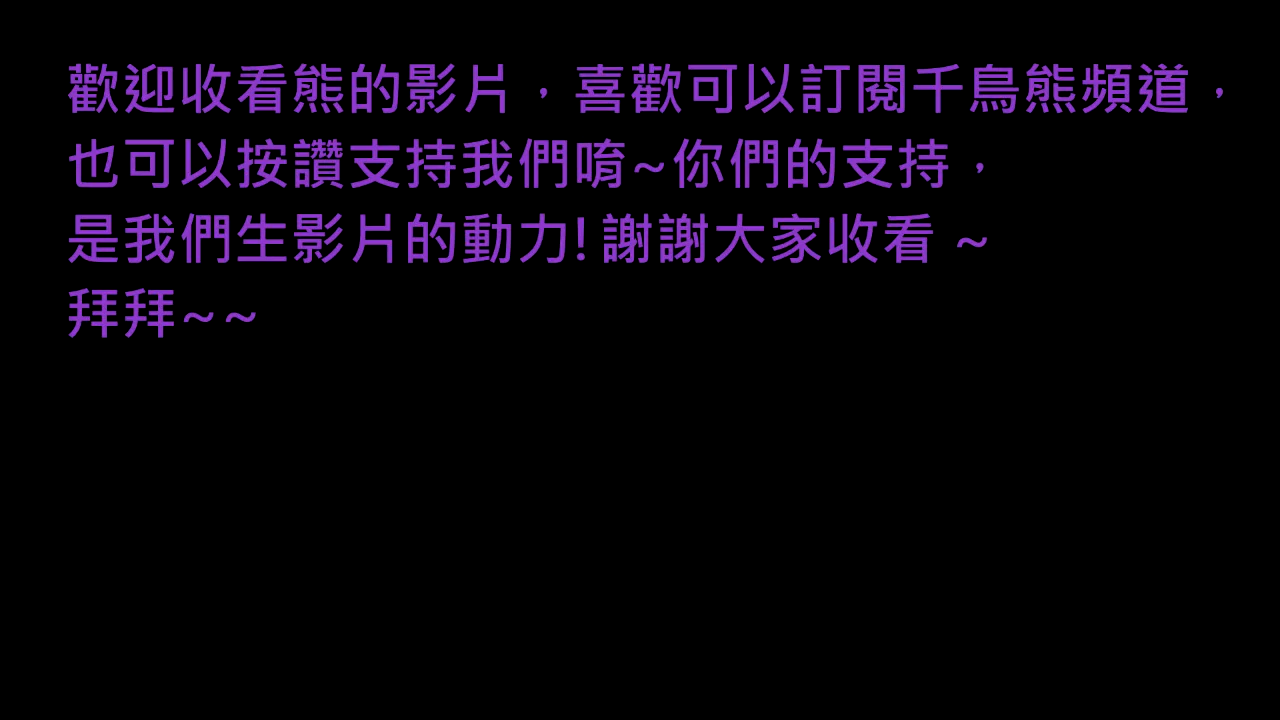 歡迎收看熊的影片，喜歡可以訂閱千鳥熊頻道，
也可以按讚支持我們唷~你們的支持，
是我們生影片的動力! 謝謝大家收看 ~
拜拜~~